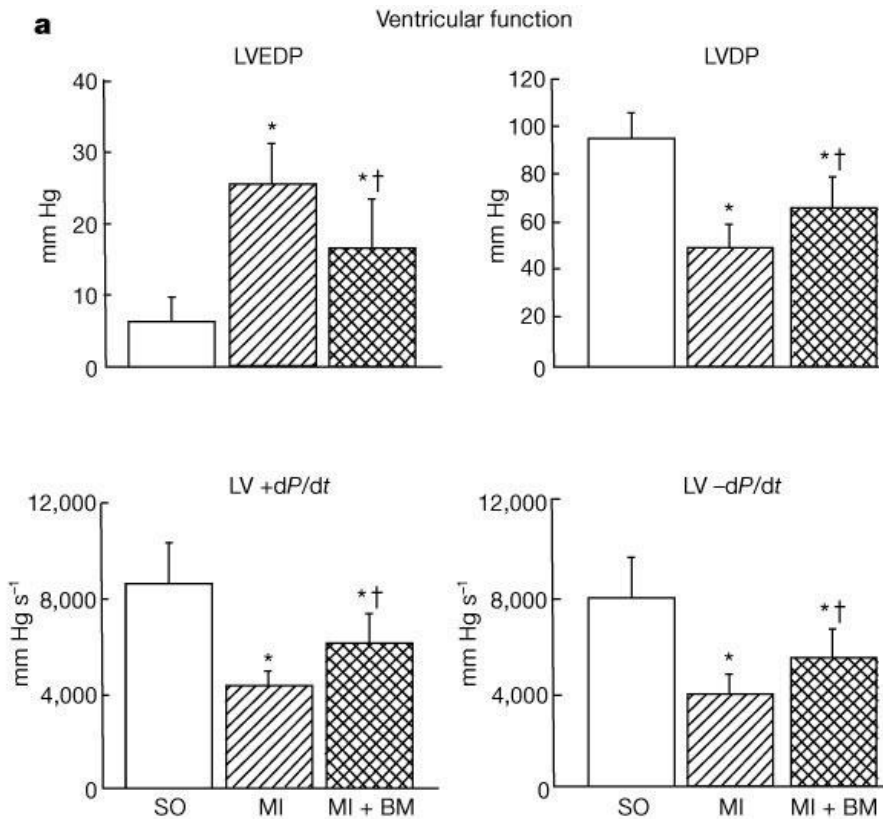 a
Ventricular function
LVEDP
40
30
20
10
0
mm Hg
*
*†
LVDP
120
100
80
60
40
20
0
mm Hg
*
*†
LV +dP/dt
12,000
8,000
4,000
0
mm Hg s⁻¹
*
*†
SO MI MI + BM
LV –dP/dt
12,000
8,000
4,000
0
mm Hg s⁻¹
*
*†
SO MI MI + BM